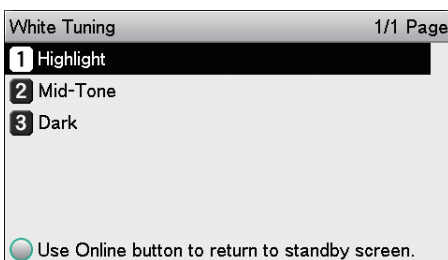 White Tuning 1/1 Page
1 Highlight
2 Mid-Tone
3 Dark
Use Online button to return to standby screen.